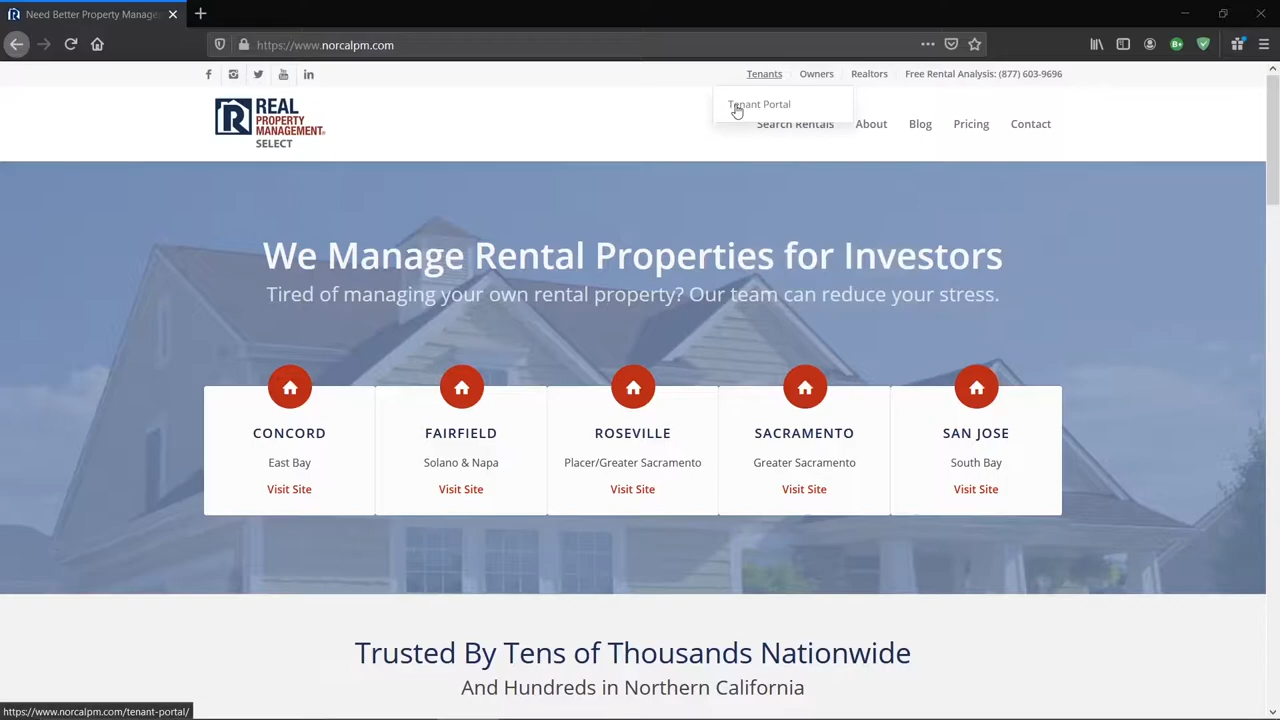 Need Better Property Manage
https://www.norcalpm.com
Tenants
Owners
Realtors
Free Rental Analysis: (877) 603-9696
Tenant Portal
REAL
PROPERTY
MANAGEMENT
SELECT
Search Rentals
About
Blog
Pricing
Contact
We Manage Rental Properties for Investors
Tired of managing your own rental property? Our team can reduce your stress.
CONCORD
East Bay
Visit Site
FAIRFIELD
Solano & Napa
Visit Site
ROSEVILLE
Placer/Greater Sacramento
Visit Site
SACRAMENTO
Greater Sacramento
Visit Site
SAN JOSE
South Bay
Visit Site
Trusted By Tens of Thousands Nationwide
And Hundreds in Northern California
https://www.norcalpm.com/tenant-portal/